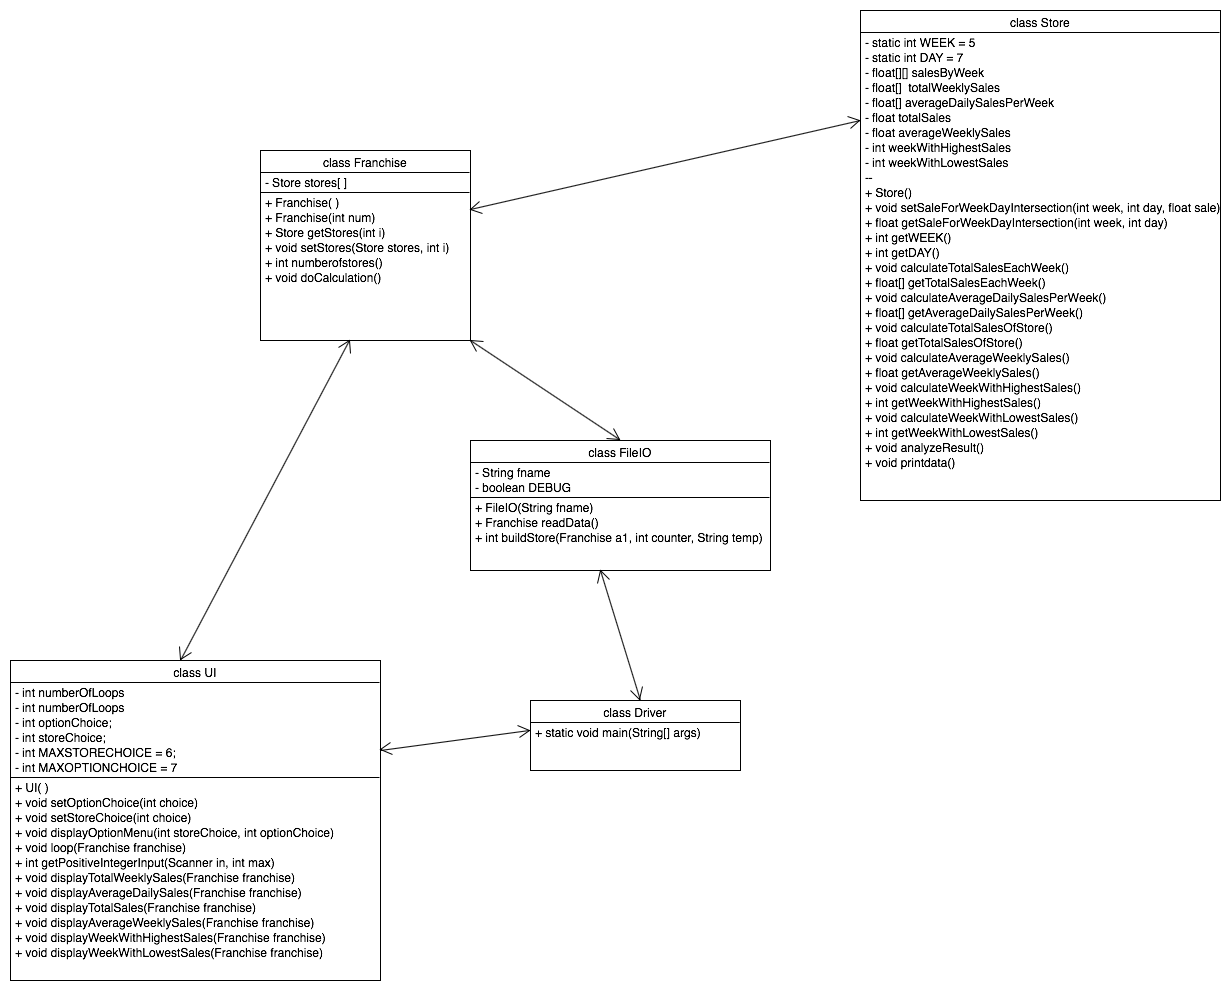 class Store
- static int WEEK = 5
- static int DAY = 7
- float[][] salesByWeek
- float[]  totalWeeklySales
- float[] averageDailySalesPerWeek
- float totalSales
- float averageWeeklySales
- int weekWithHighestSales
- int weekWithLowestSales
--
+ Store()
+ void setSaleForWeekDayIntersection(int week, int day, float sale)
+ float getSaleForWeekDayIntersection(int week, int day)
+ int getWEEK()
+ int getDAY()
+ void calculateTotalSalesEachWeek()
+ float[] getTotalSalesEachWeek()
+ void calculateAverageDailySalesPerWeek()
+ float[] getAverageDailySalesPerWeek()
+ void calculateTotalSalesOfStore()
+ float getTotalSalesOfStore()
+ void calculateAverageWeeklySales()
+ float getAverageWeeklySales()
+ void calculateWeekWithHighestSales()
+ int getWeekWithHighestSales()
+ void calculateWeekWithLowestSales()
+ int getWeekWithLowestSales()
+ void analyzeResult()
+ void printdata()
class Franchise
- Store stores[ ]
+ Franchise( )
+ Franchise(int num)
+ Store getStores(int i)
+ void setStores(Store stores, int i)
+ int numberofstores()
+ void doCalculation()
class FileIO
- String fname
- boolean DEBUG
+ FileIO(String fname)
+ Franchise readData()
+ int buildStore(Franchise a1, int counter, String temp)
class UI
- int numberOfLoops
- int numberOfLoops
- int optionChoice;
- int storeChoice;
- int MAXSTORECHOICE = 6;
- int MAXOPTIONCHOICE = 7
+ UI( )
+ void setOptionChoice(int choice)
+ void setStoreChoice(int choice)
+ void displayOptionMenu(int storeChoice, int optionChoice)
+ void loop(Franchise franchise)
+ int getPositiveIntegerInput(Scanner in, int max)
+ void displayTotalWeeklySales(Franchise franchise)
+ void displayAverageDailySales(Franchise franchise)
+ void displayTotalSales(Franchise franchise)
+ void displayAverageWeeklySales(Franchise franchise)
+ void displayWeekWithHighestSales(Franchise franchise)
+ void displayWeekWithLowestSales(Franchise franchise)
class Driver
+ static void main(String[] args)